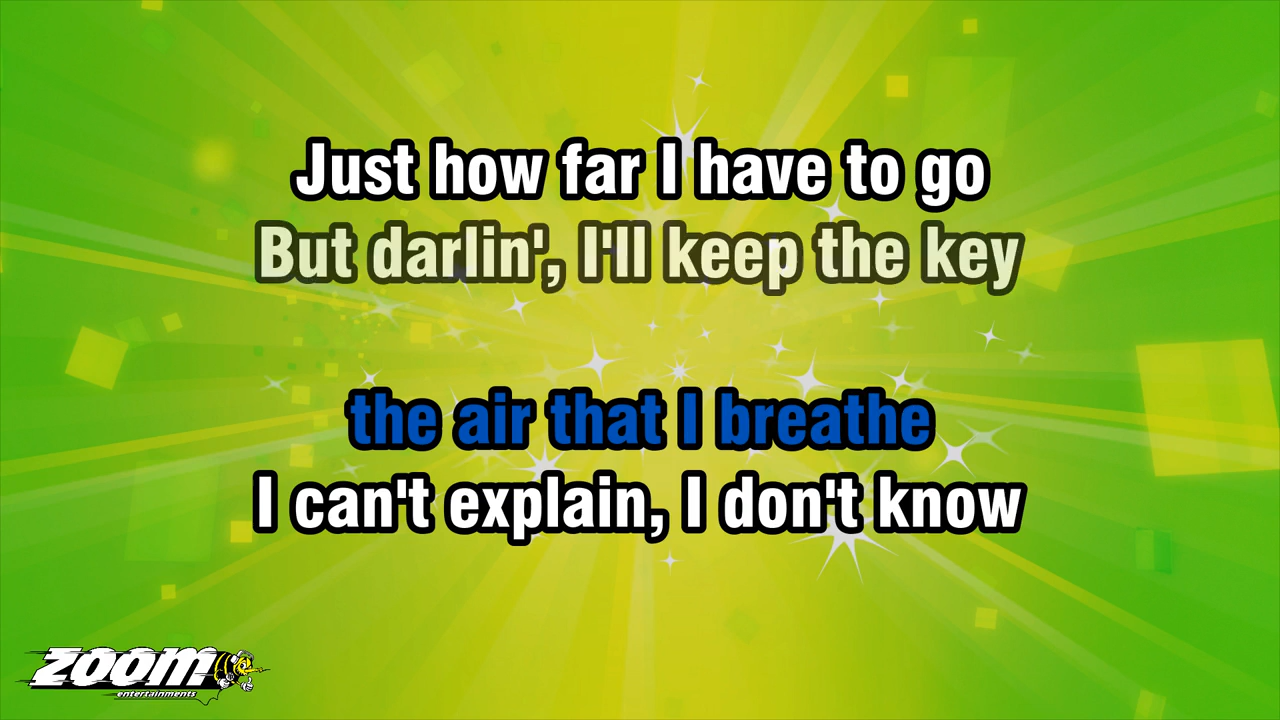 Just how far I have to go
But darlin', I'll keep the key
the air that I breathe
I can't explain, I don't know
ZOOM
entertainments